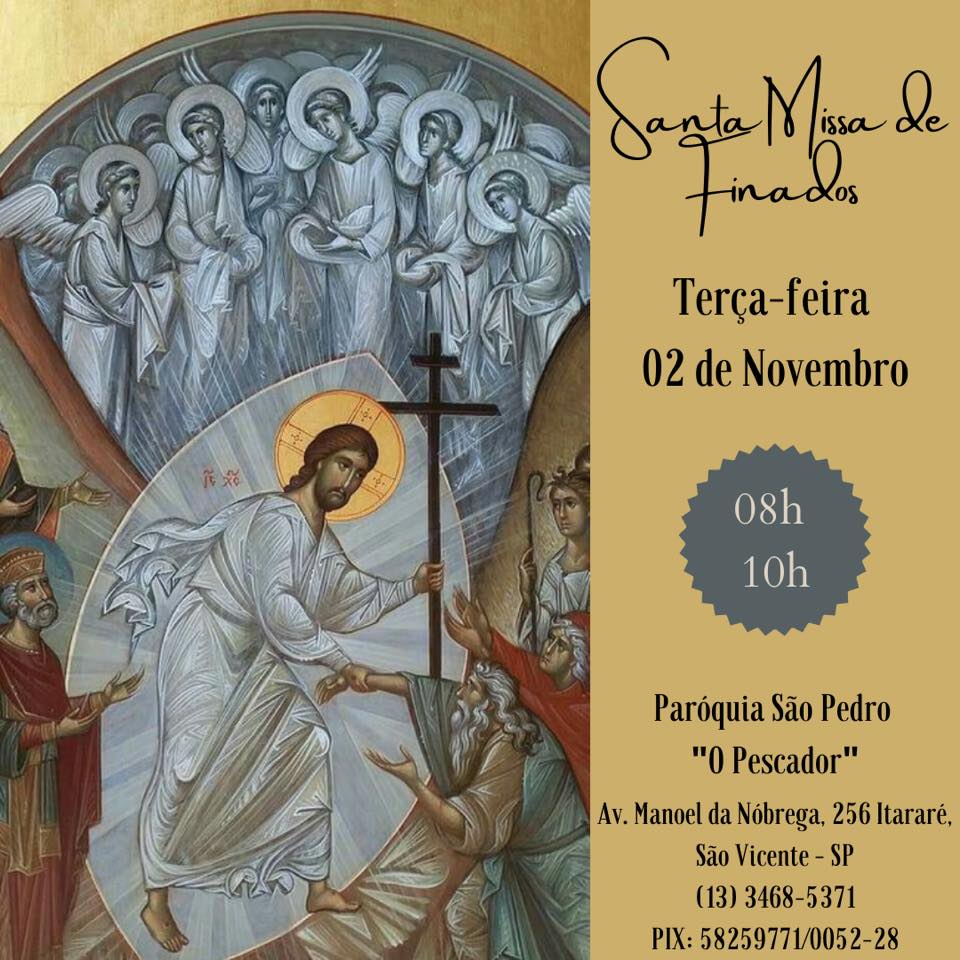 Santa Missa de
Finados
Terça-feira
02 de Novembro
08h
10h
Paróquia São Pedro
"O Pescador"
Av. Manoel da Nóbrega, 256 Itararé,
São Vicente - SP
(13) 3468-5371
PIX: 58259771/0052-28